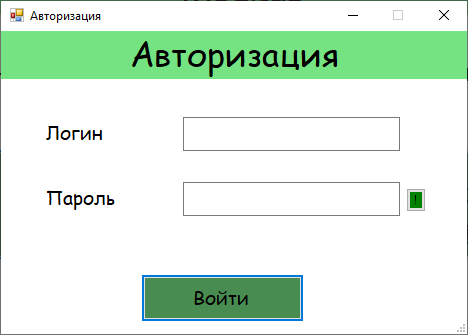 Авторизация
Авторизация
Логин
Пароль
!
Войти